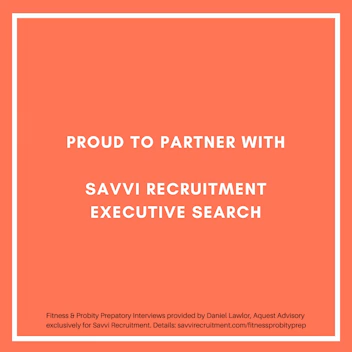 PROUD TO PARTNER WITH
SAVVI RECRUITMENT
EXECUTIVE SEARCH
Fitness & Probity Prepatory Interviews provided by Daniel Lawlor, Aquest Advisory
exclusively for Savvi Recruitment. Details: savvirecruitment.com/fitnessprobityprep